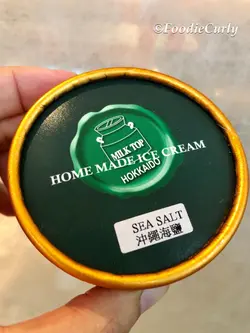 ©FoodieCurly
MILK TOP
HOME MADE ICE CREAM
HOKKAIDO
SEA SALT
沖繩海鹽